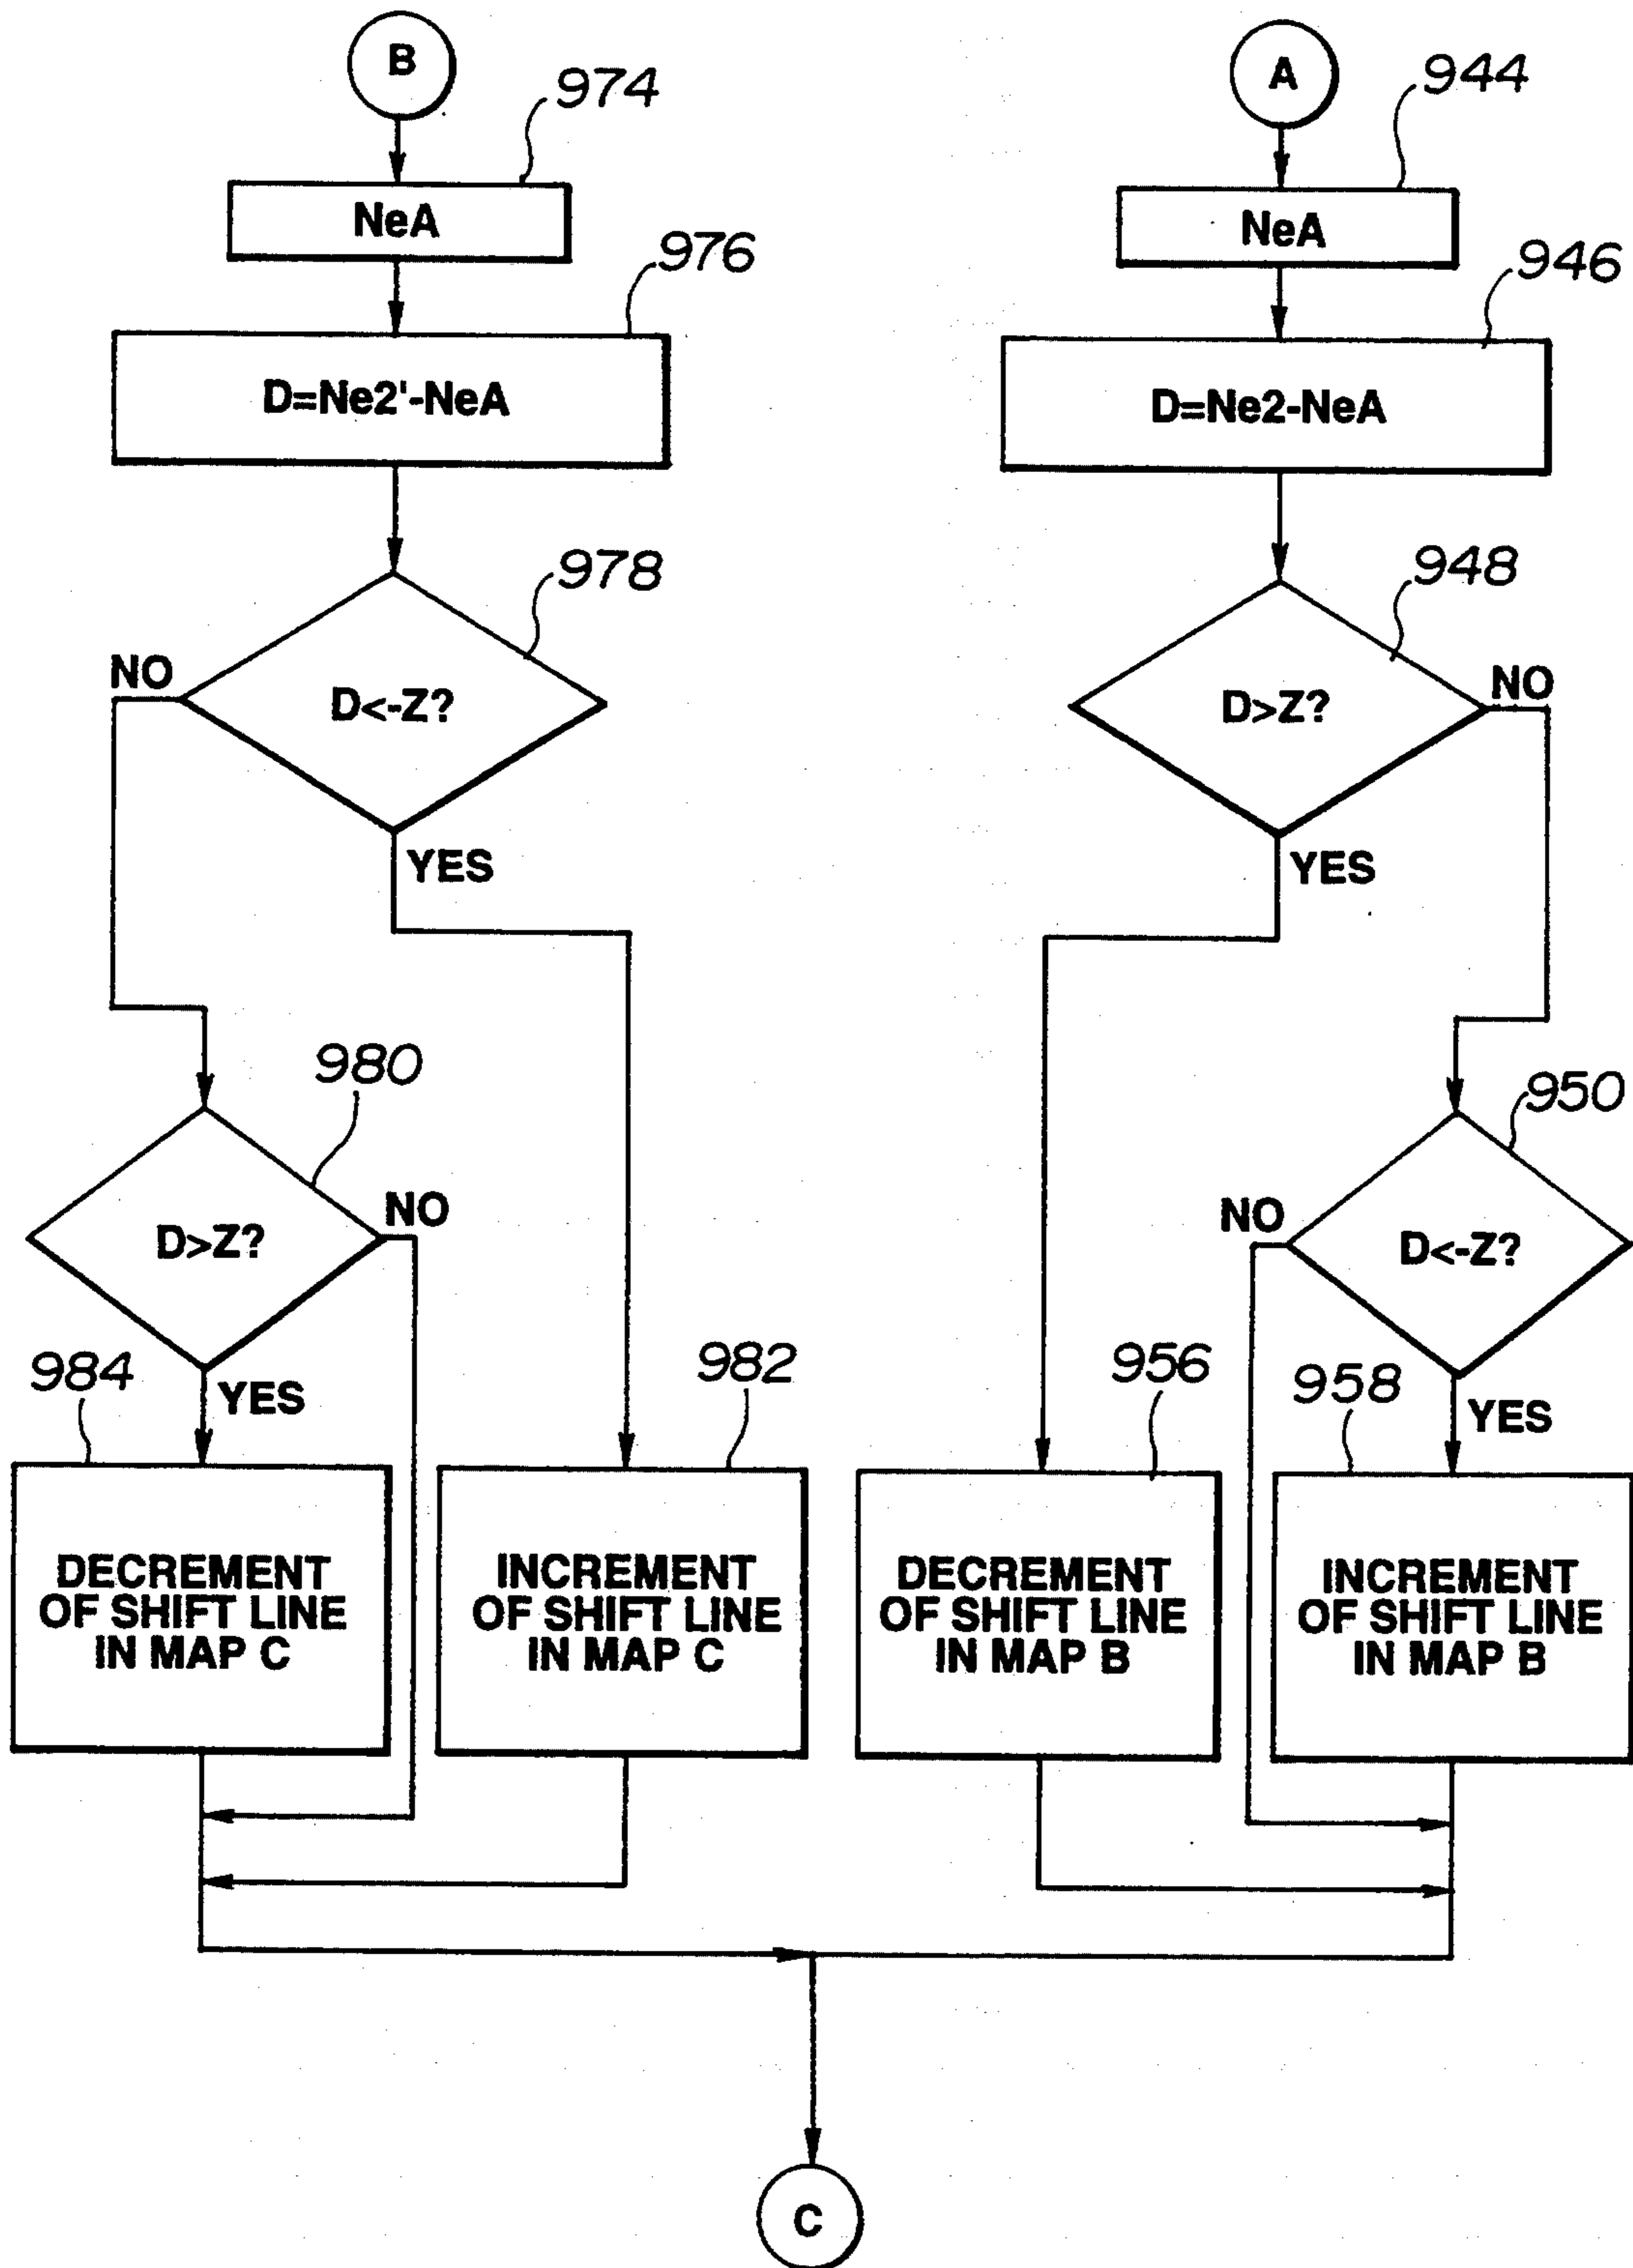 B
974
NeA
976
D=Ne2'-NeA
978
D<-Z?
NO
YES
980
D>Z?
NO
YES
984
DECREMENT
OF SHIFT LINE
IN MAP C
982
INCREMENT
OF SHIFT LINE
IN MAP C
A
944
NeA
946
D=Ne2-NeA
948
D>Z?
NO
YES
950
D<-Z?
NO
YES
956
DECREMENT
OF SHIFT LINE
IN MAP B
958
INCREMENT
OF SHIFT LINE
IN MAP B
C